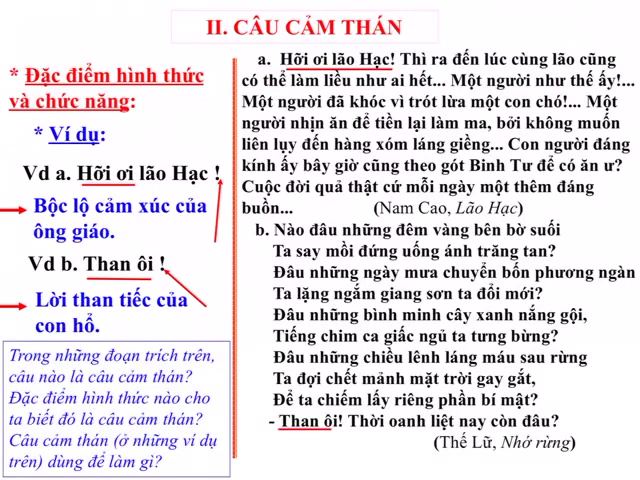 II. CÂU CẢM THÁN
* Đặc điểm hình thức
và chức năng:
* Ví dụ:
Vd a. Hỡi ơi lão Hạc !
Bộc lộ cảm xúc của
ông giáo.
Vd b. Than ôi !
Lời than tiếc của
con hổ.
Trong những đoạn trích trên,
câu nào là câu cảm thán?
Đặc điểm hình thức nào cho
ta biết đó là câu cảm thán?
Câu cảm thán (ở những ví dụ
trên) dùng để làm gì?
a. Hỡi ơi lão Hạc! Thì ra đến lúc cùng lão cũng
có thể làm liều như ai hết... Một người như thế ấy!...
Một người đã khóc vì trót lừa một con chó!... Một
người nhịn ăn để tiền lại làm ma, bởi không muốn
liên lụy đến hàng xóm láng giềng... Con người đáng
kính ấy bây giờ cũng theo gót Binh Tư để có ăn ư?
Cuộc đời quả thật cứ mỗi ngày một thêm đáng
buồn... (Nam Cao, Lão Hạc)
b. Nào đâu những đêm vàng bên bờ suối
Ta say mồi đứng uống ánh trăng tan?
Đâu những ngày mưa chuyển bốn phương ngàn
Ta lặng ngắm giang sơn ta đổi mới?
Đâu những bình minh cây xanh nắng gội,
Tiếng chim ca giấc ngủ ta tưng bừng?
Đâu những chiều lênh láng máu sau rừng
Ta đợi chết mảnh mặt trời gay gắt,
Để ta chiếm lấy riêng phần bí mật?
- Than ôi! Thời oanh liệt nay còn đâu?
(Thế Lữ, Nhớ rừng)